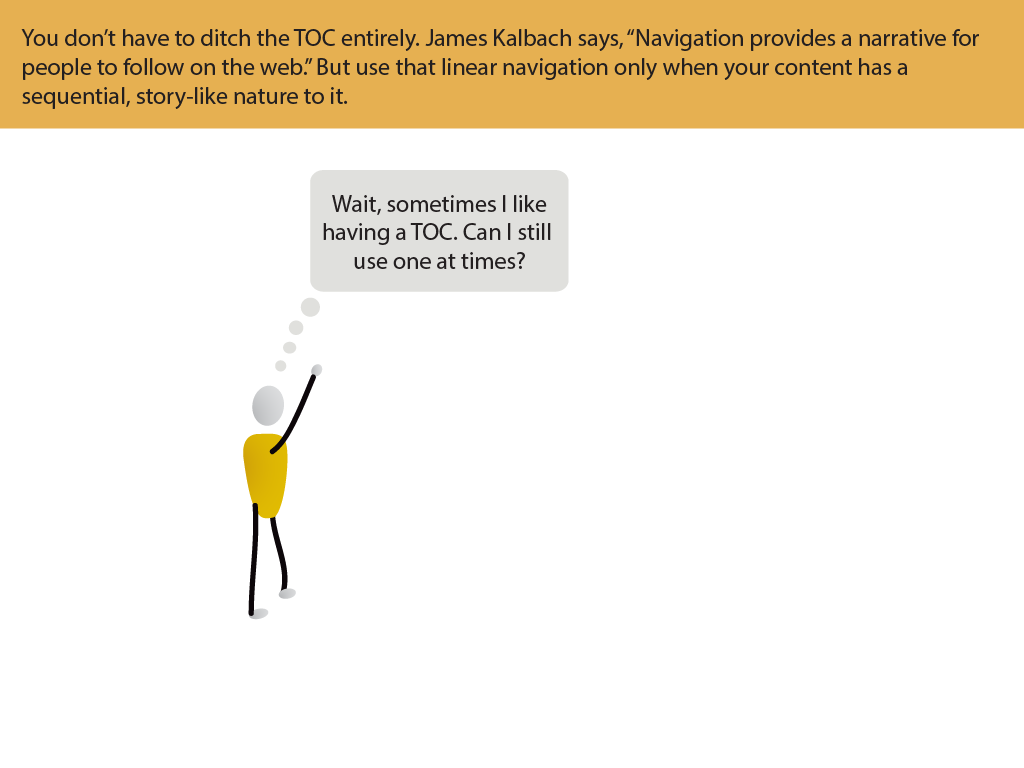 You don’t have to ditch the TOC entirely. James Kalbach says, “Navigation provides a narrative for
people to follow on the web.” But use that linear navigation only when your content has a
sequential, story-like nature to it.
Wait, sometimes I like
having a TOC. Can I still
use one at times?